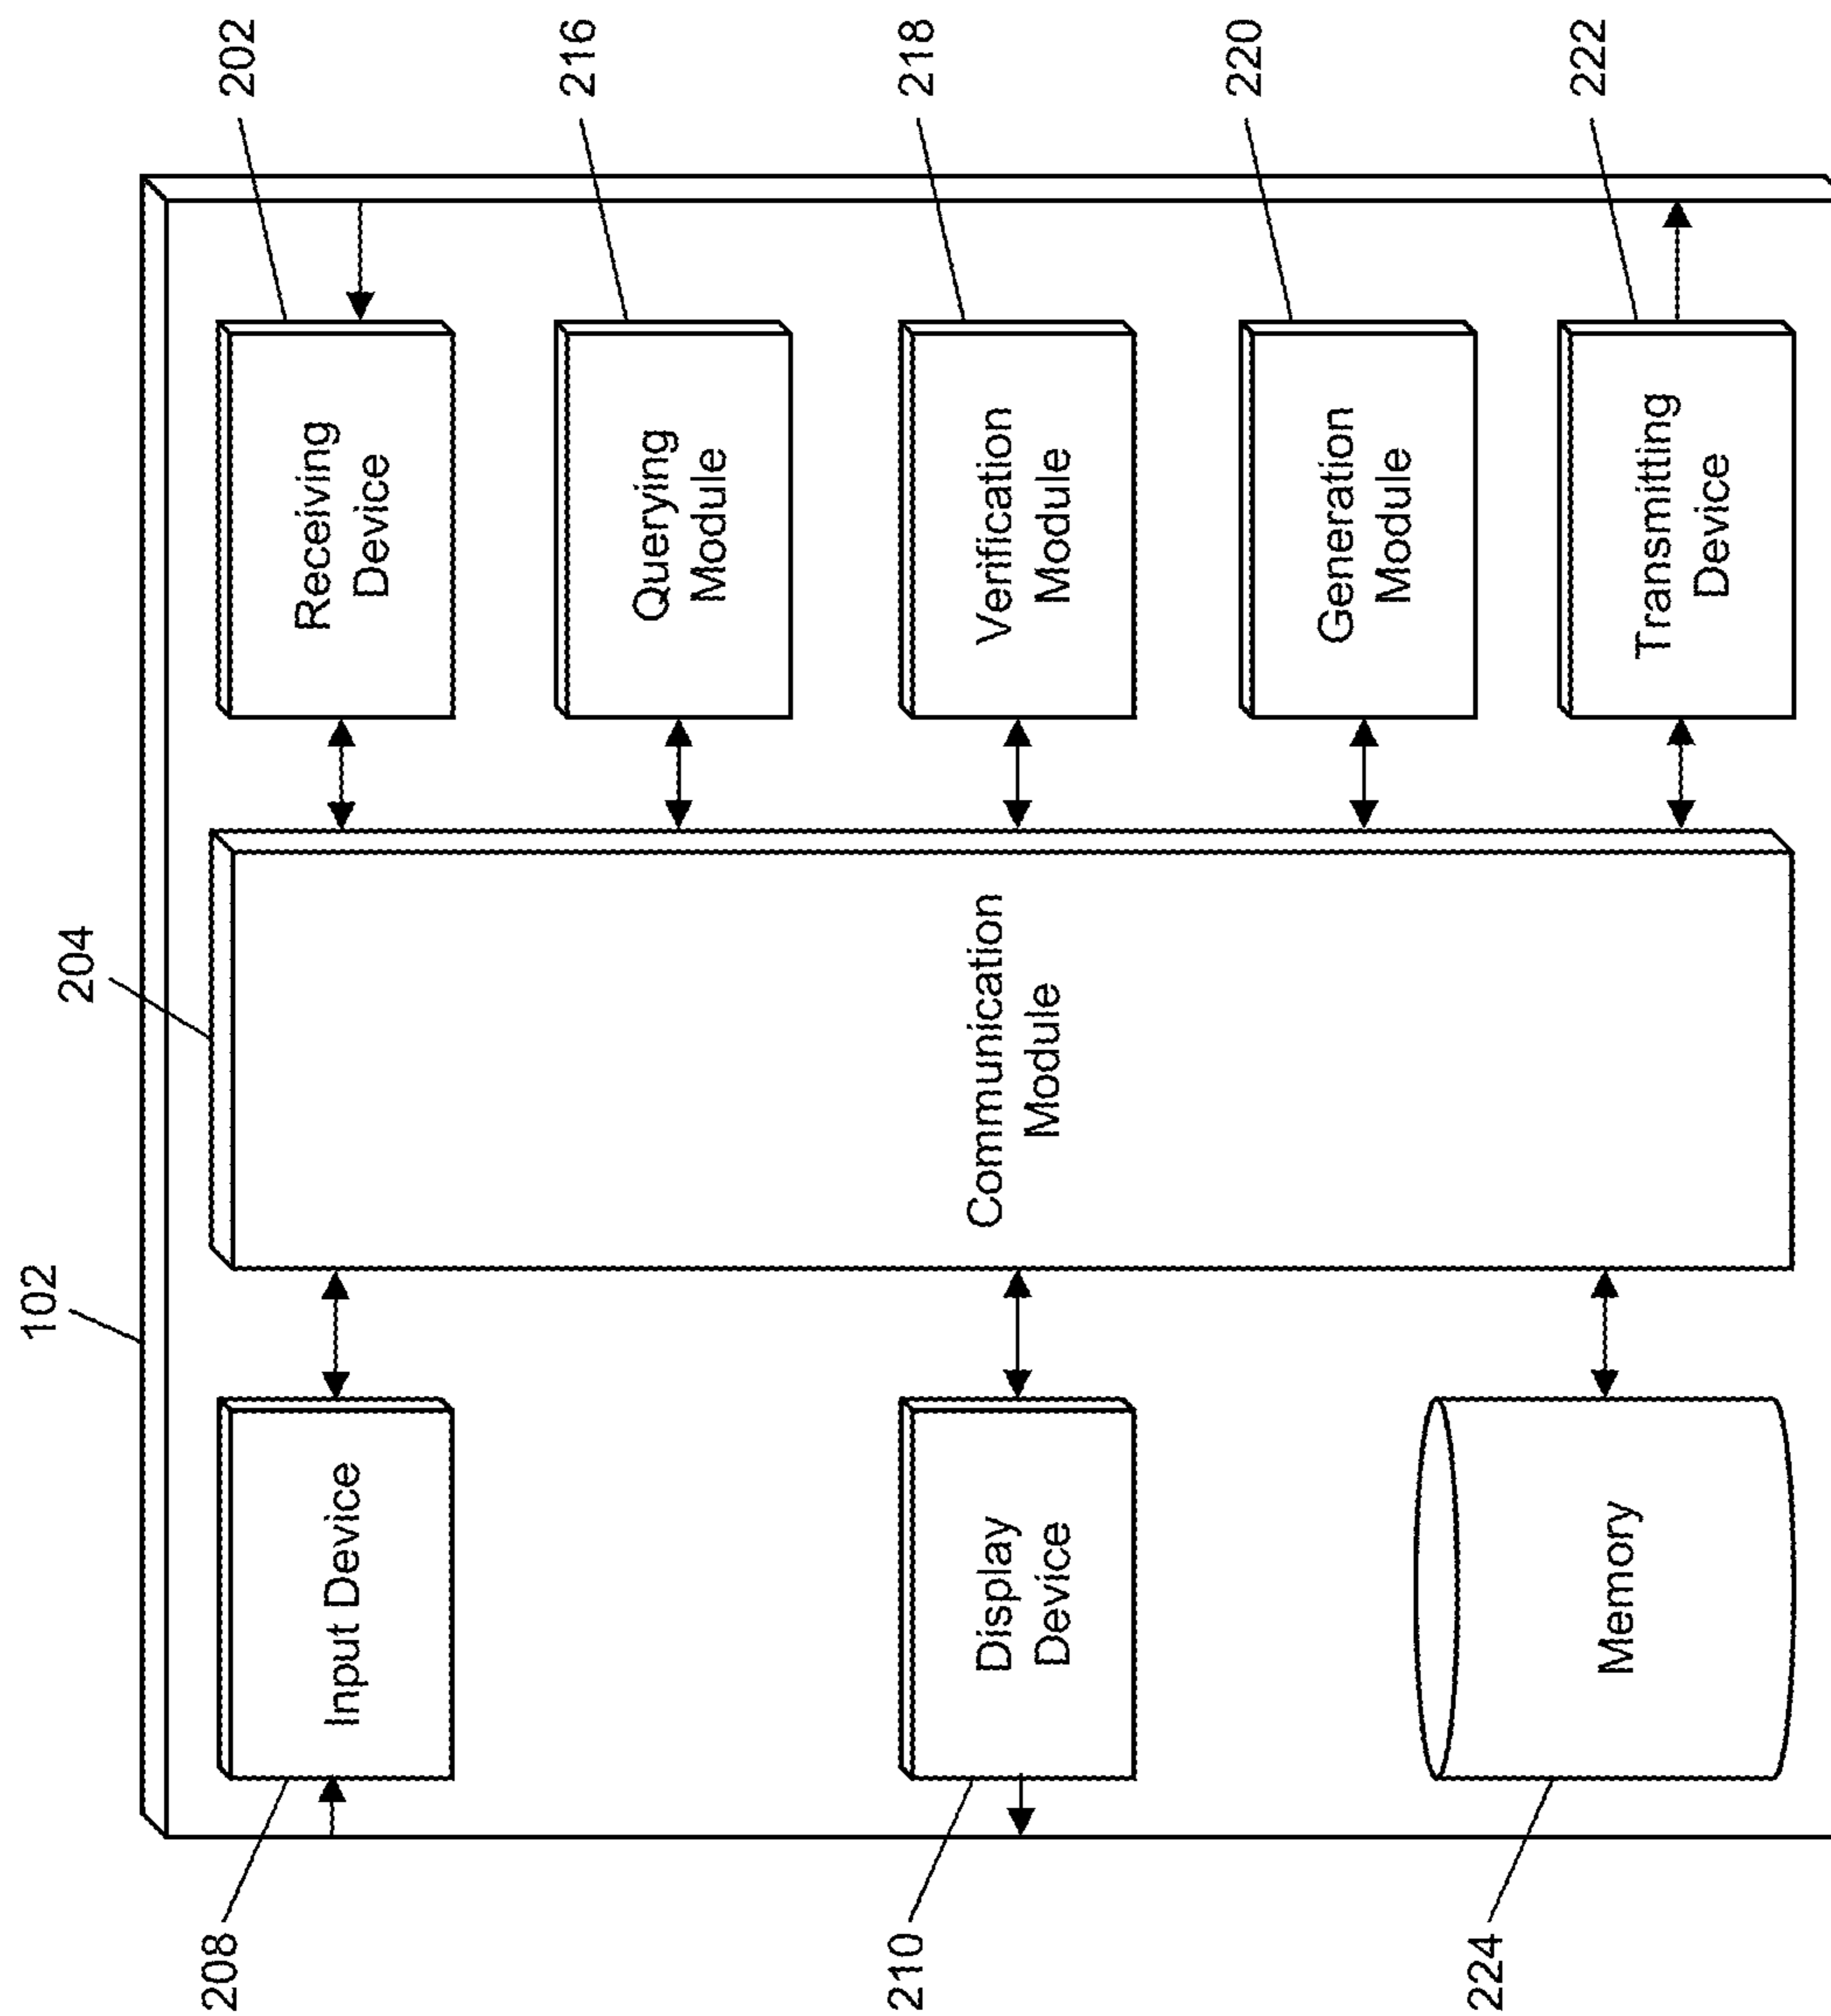 102
204
208
Input Device
210
Display
Device
224
Memory
Communication
Module
Receiving
Device
202
Querying
Module
216
Verification
Module
218
Generation
Module
220
Transmitting
Device
222